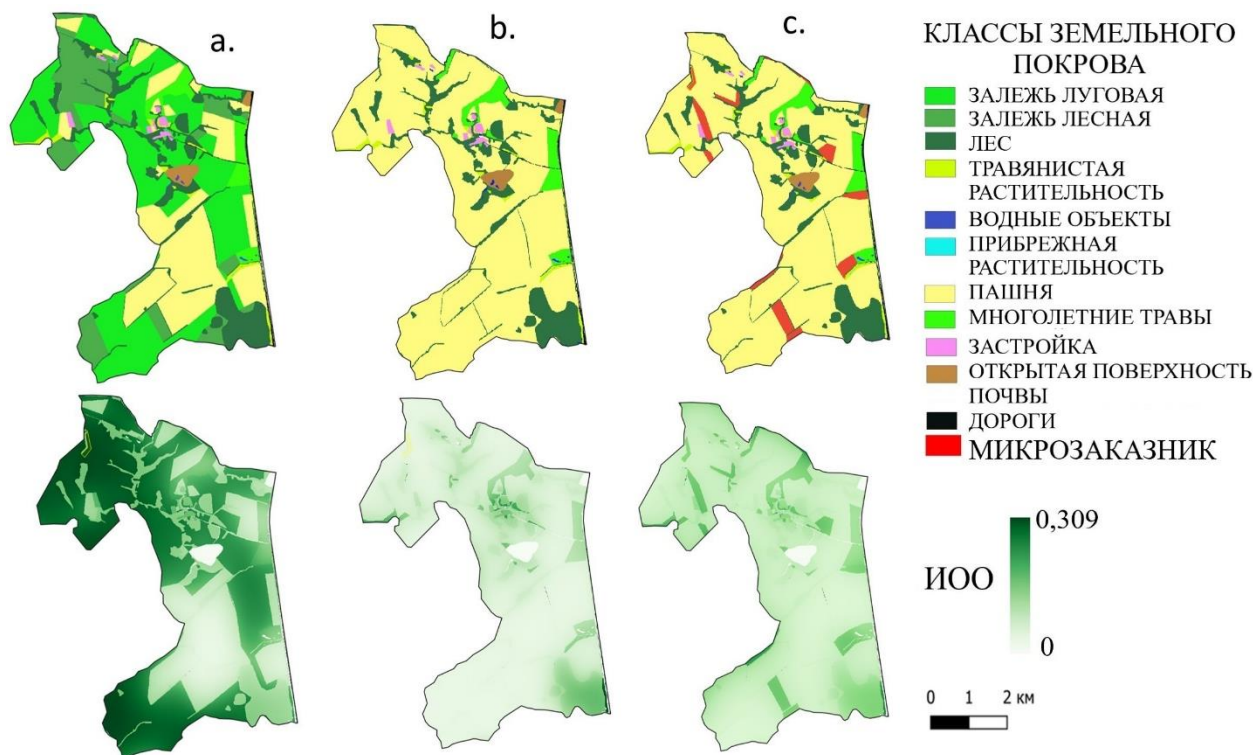 a.
b.
c.
КЛАССЫ ЗЕМЕЛЬНОГО
ПОКРОВА
ЗАЛЕЖЬ ЛУГОВАЯ
ЗАЛЕЖЬ ЛЕСНАЯ
ЛЕС
ТРАВЯНИСТАЯ
РАСТИТЕЛЬНОСТЬ
ВОДНЫЕ ОБЪЕКТЫ
ПРИБРЕЖНАЯ
РАСТИТЕЛЬНОСТЬ
ПАШНЯ
МНОГОЛЕТНИЕ ТРАВЫ
ЗАСТРОЙКА
ОТКРЫТАЯ ПОВЕРХНОСТЬ
ПОЧВЫ
ДОРОГИ
МИКРОЗАКАЗНИК
0,309
ИОО
0
0 1 2 км